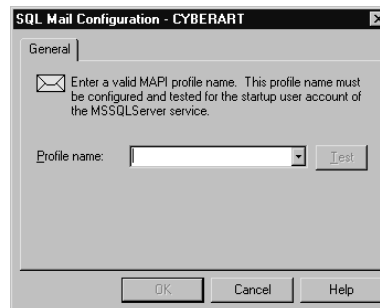 SQL Mail Configuration - CYBERART
General
Enter a valid MAPI profile name. This profile name must
be configured and tested for the startup user account of
the MSSQLServer service.
Profile name:
Test
OK
Cancel
Help